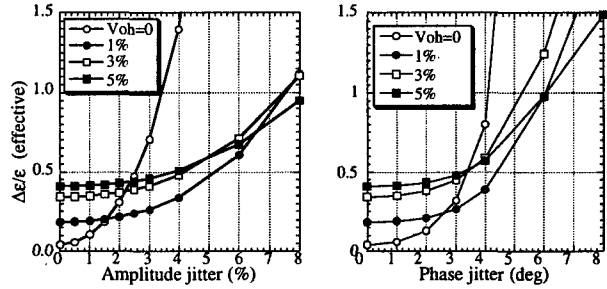 1.5
1.0
0.5
0.0
Δε/ε (effective)
Voh=0
1%
3%
5%
0 1 2 3 4 5 6 7 8
Amplitude jitter (%)
1.5
1
0.5
0
Voh=0
1%
3%
5%
0 1 2 3 4 5 6 7 8
Phase jitter (deg)